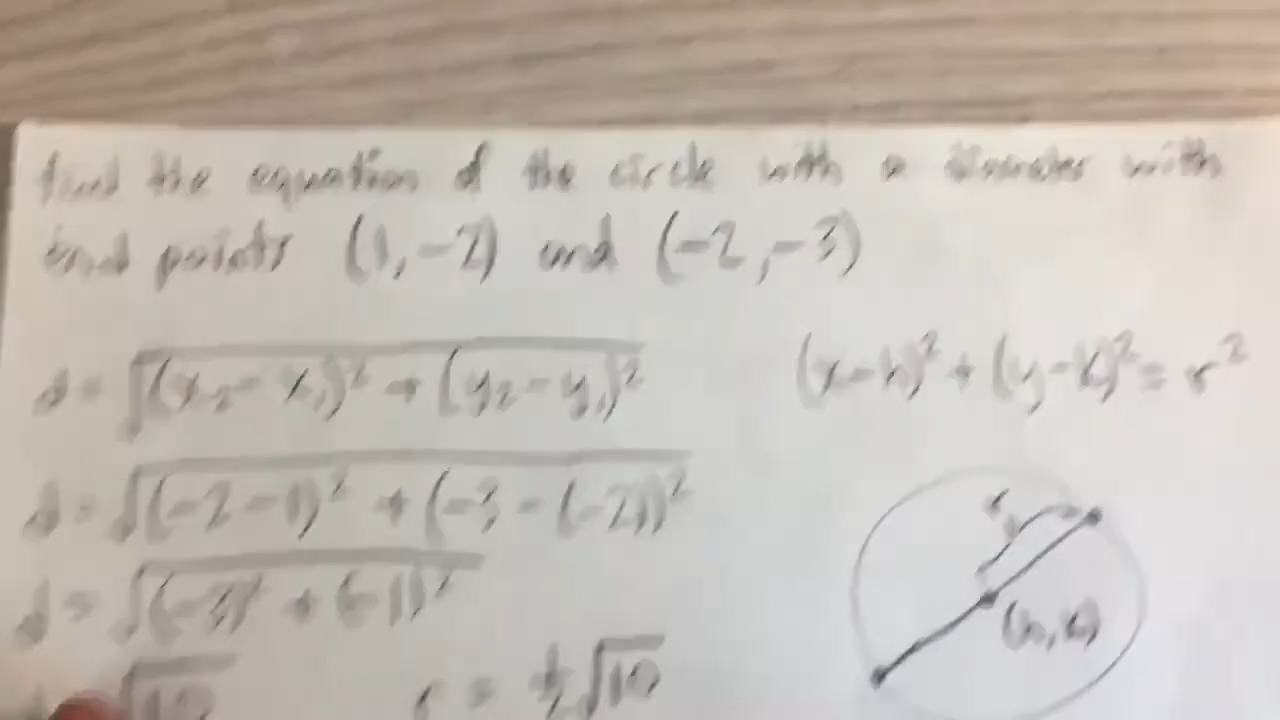 find the equation of the circle with a diameter with
end points (1,-2) and (-2,-3)
d = √(x₂ - x₁)² + (y₂ - y₁)²
(x-h)² + (y-k)² = r²
d = √(-2-1)² + (-3-(-2))²
d = √(-3)² + (-1)²
r
(h,k)
d = √10
r = 1/2 √10